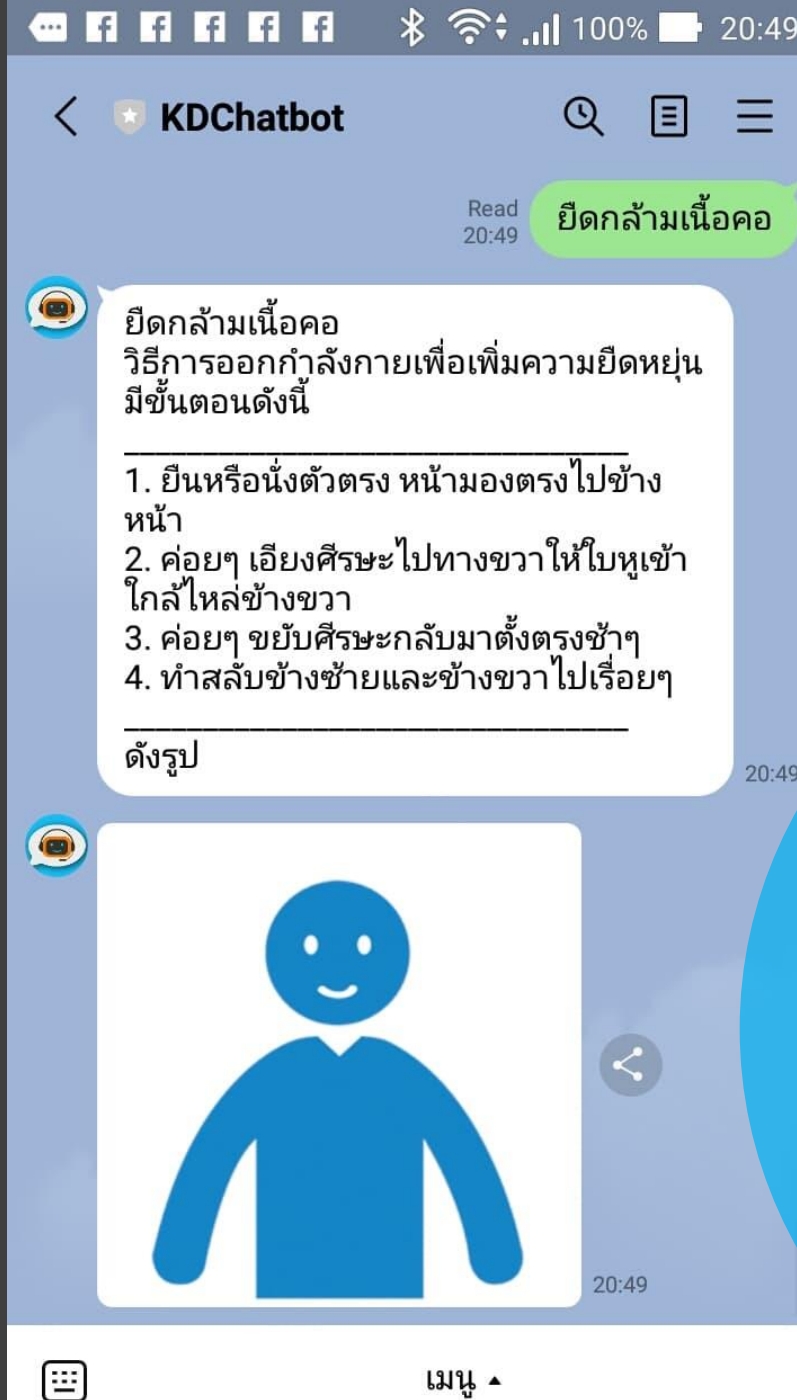 100% 20:49
KDChatbot
Read
20:49
ยืดกล้ามเนื้อคอ
ยืดกล้ามเนื้อคอ
วิธีการออกกำลังกายเพื่อเพิ่มความยืดหยุ่น
มีขั้นตอนดังนี้
1. ยืนหรือนั่งตัวตรง หน้ามองตรงไปข้าง
หน้า
2. ค่อยๆ เอียงศีรษะไปทางขวาให้ใบหูเข้า
ใกล้ไหล่ข้างขวา
3. ค่อยๆ ขยับศีรษะกลับมาตั้งตรงช้าๆ
4. ทำสลับข้างซ้ายและข้างขวาไปเรื่อยๆ
ดังรูป
20:49
20:49
เมนู